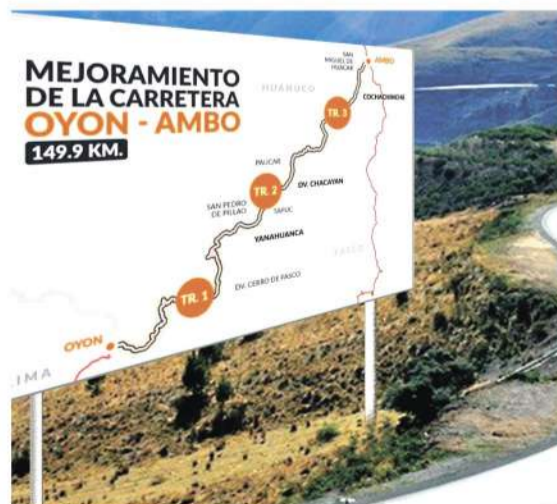 MEJORAMIENTO
DE LA CARRETERA
OYON - AMBO
149.9 KM.
SAN
MIGUEL DE
HUACAR
AMBO
HUANUCO
COCHACHINCHE
TR. 3
PALLCAR
DV. CHACAYAN
TR. 2
SAN PEDRO
DE PILLAO
TAPUC
YANAHUANCA
PASCO
TR. 1
DV. CERRO DE PASCO
OYON
LIMA